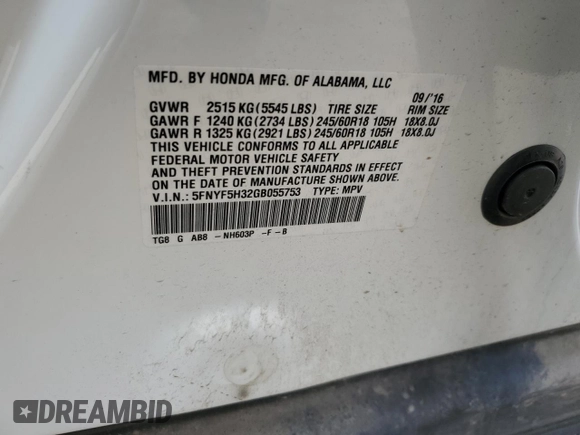 MFD. BY HONDA MFG. OF ALABAMA, LLC
09/'16
GVWR 2515 KG(5545 LBS) TIRE SIZE RIM SIZE
GAWR F 1240 KG(2734 LBS)245/60R18 105H 18X8.0J
GAWR R 1325 KG(2921 LBS)245/60R18 105H 18X8.0J
THIS VEHICLE CONFORMS TO ALL APPLICABLE
FEDERAL MOTOR VEHICLE SAFETY
AND THEFT PREVENTION STANDARDS IN EFFECT
ON THE DATE OF MANUFACTURE SHOWN ABOVE.
V.I.N.: 5FNYF5H32GB055753 TYPE: MPV
TG8 G AB8 -NH603P -F-B
DREAMBID